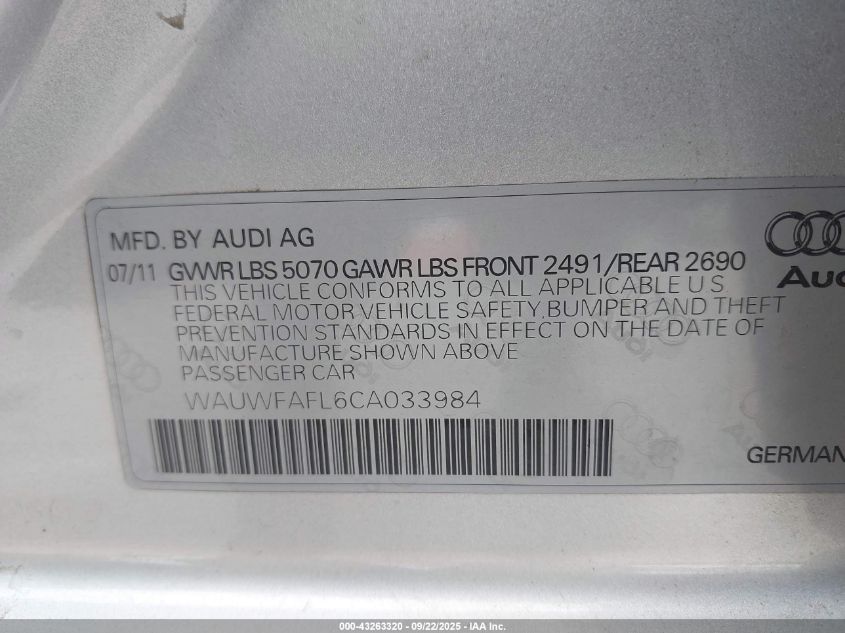 MFD. BY AUDI AG
07/11 GVWR LBS 5070 GAWR LBS FRONT 2491/REAR 2690
THIS VEHICLE CONFORMS TO ALL APPLICABLE U S
FEDERAL MOTOR VEHICLE SAFETY,BUMPER AND THEFT
PREVENTION STANDARDS IN EFFECT ON THE DATE OF
MANUFACTURE SHOWN ABOVE
PASSENGER CAR
WAUWFAFL6CA033984
Aud
GERMAN
000-43263320 - 09/22/2025 - IAA Inc.